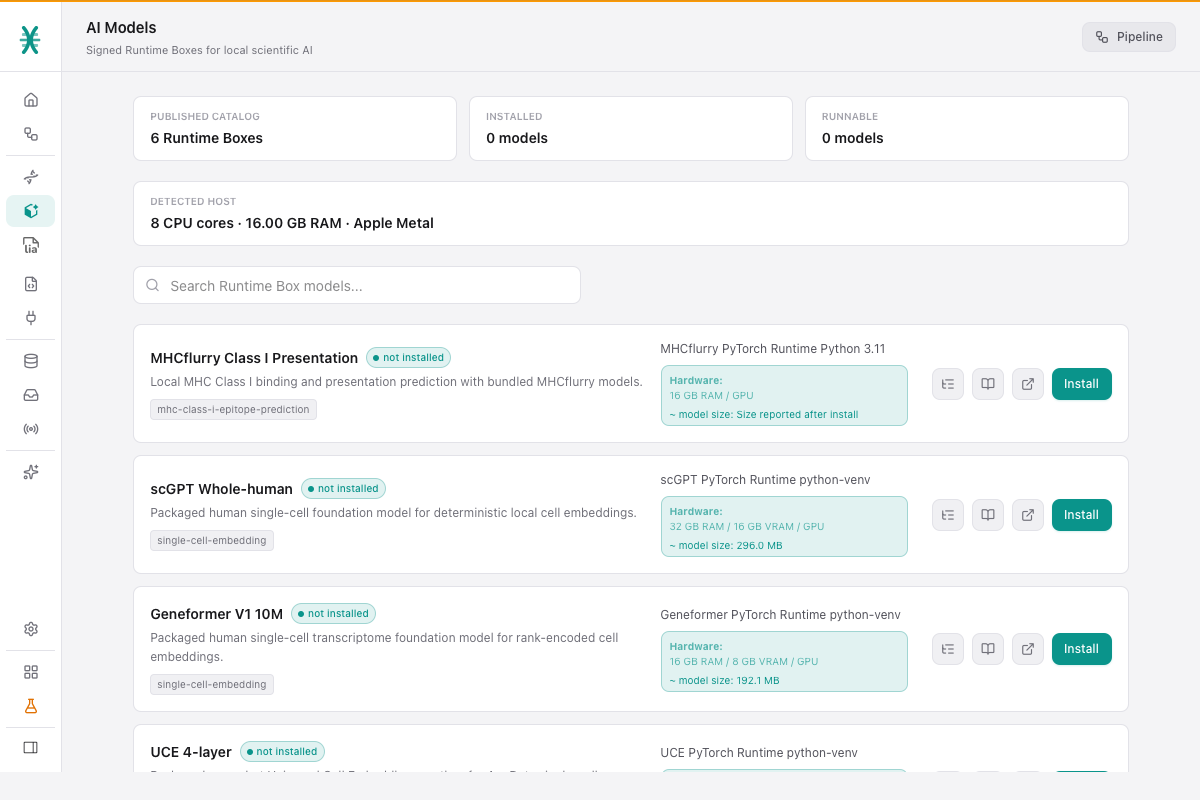 AI Models
Signed Runtime Boxes for local scientific AI
Pipeline
PUBLISHED CATALOG
6 Runtime Boxes
INSTALLED
0 models
RUNNABLE
0 models
DETECTED HOST
8 CPU cores · 16.00 GB RAM · Apple Metal
Search Runtime Box models...
MHCflurry Class I Presentation
not installed
Local MHC Class I binding and presentation prediction with bundled MHCflurry models.
mhc-class-i-epitope-prediction
MHCflurry PyTorch Runtime Python 3.11
Hardware:
16 GB RAM / GPU
~ model size: Size reported after install
Install
scGPT Whole-human
not installed
Packaged human single-cell foundation model for deterministic local cell embeddings.
single-cell-embedding
scGPT PyTorch Runtime python-venv
Hardware:
32 GB RAM / 16 GB VRAM / GPU
~ model size: 296.0 MB
Install
Geneformer V1 10M
not installed
Packaged human single-cell transcriptome foundation model for rank-encoded cell
embeddings.
single-cell-embedding
Geneformer PyTorch Runtime python-venv
Hardware:
16 GB RAM / 8 GB VRAM / GPU
~ model size: 192.1 MB
Install
UCE 4-layer
not installed
UCE PyTorch Runtime python-venv